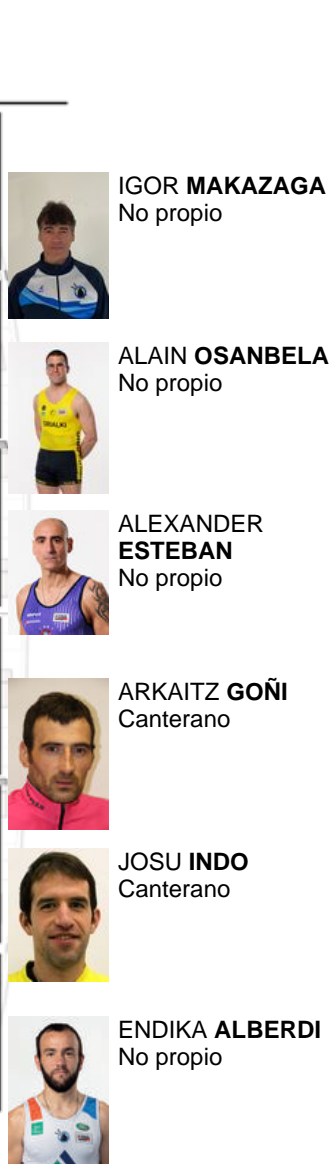 IGOR MAKAZAGA
No propio
ALAIN OSANBELA
No propio
ALEXANDER
ESTEBAN
No propio
ARKAITZ GOÑI
Canterano
JOSU INDO
Canterano
ENDIKA ALBERDI
No propio